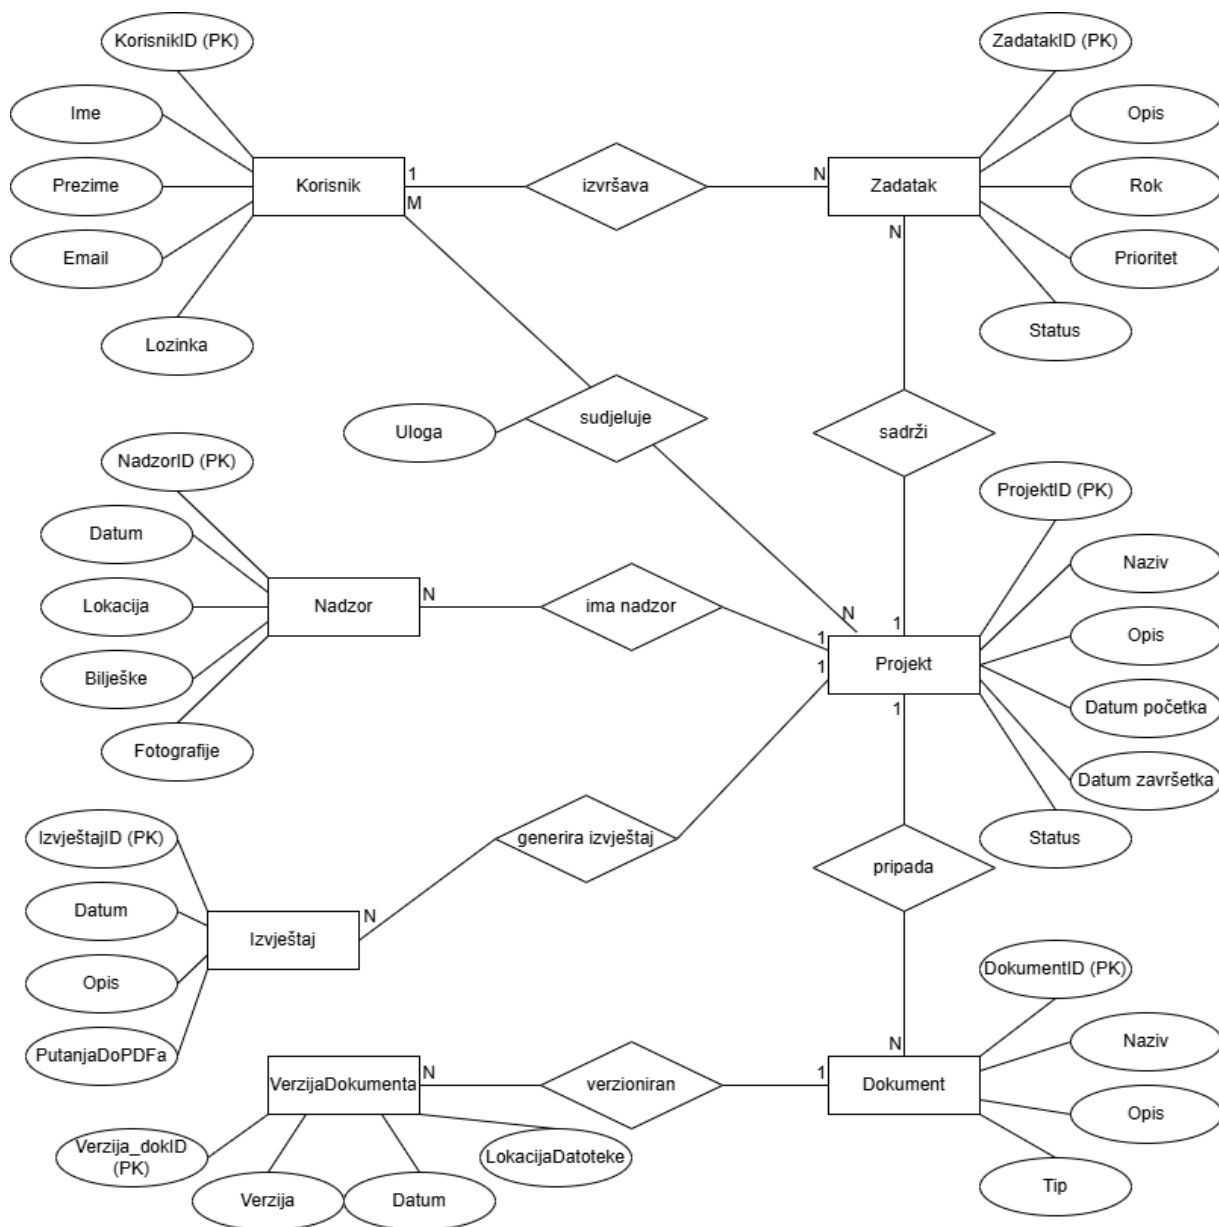 KorisnikID (PK)
ZadatakID (PK)
Ime
Opis
Prezime
Korisnik
1
M
izvršava
N
Zadatak
N
Rok
Email
Prioritet
Lozinka
Status
Uloga
sudjeluje
sadrži
NadzorID (PK)
ProjektID (PK)
Datum
Naziv
Lokacija
Nadzor
N
ima nadzor
N
1
1
1
Projekt
1
Opis
Bilješke
Datum početka
Fotografije
Datum završetka
IzvještajID (PK)
generira izvještaj
Status
pripada
Datum
N
Izvještaj
DokumentID (PK)
Opis
Naziv
PutanjaDoPDFa
N
VerzijaDokumenta
N
verzioniran
1
Dokument
Opis
Verzija_dokID
(PK)
LokacijaDatoteke
Verzija
Datum
Tip